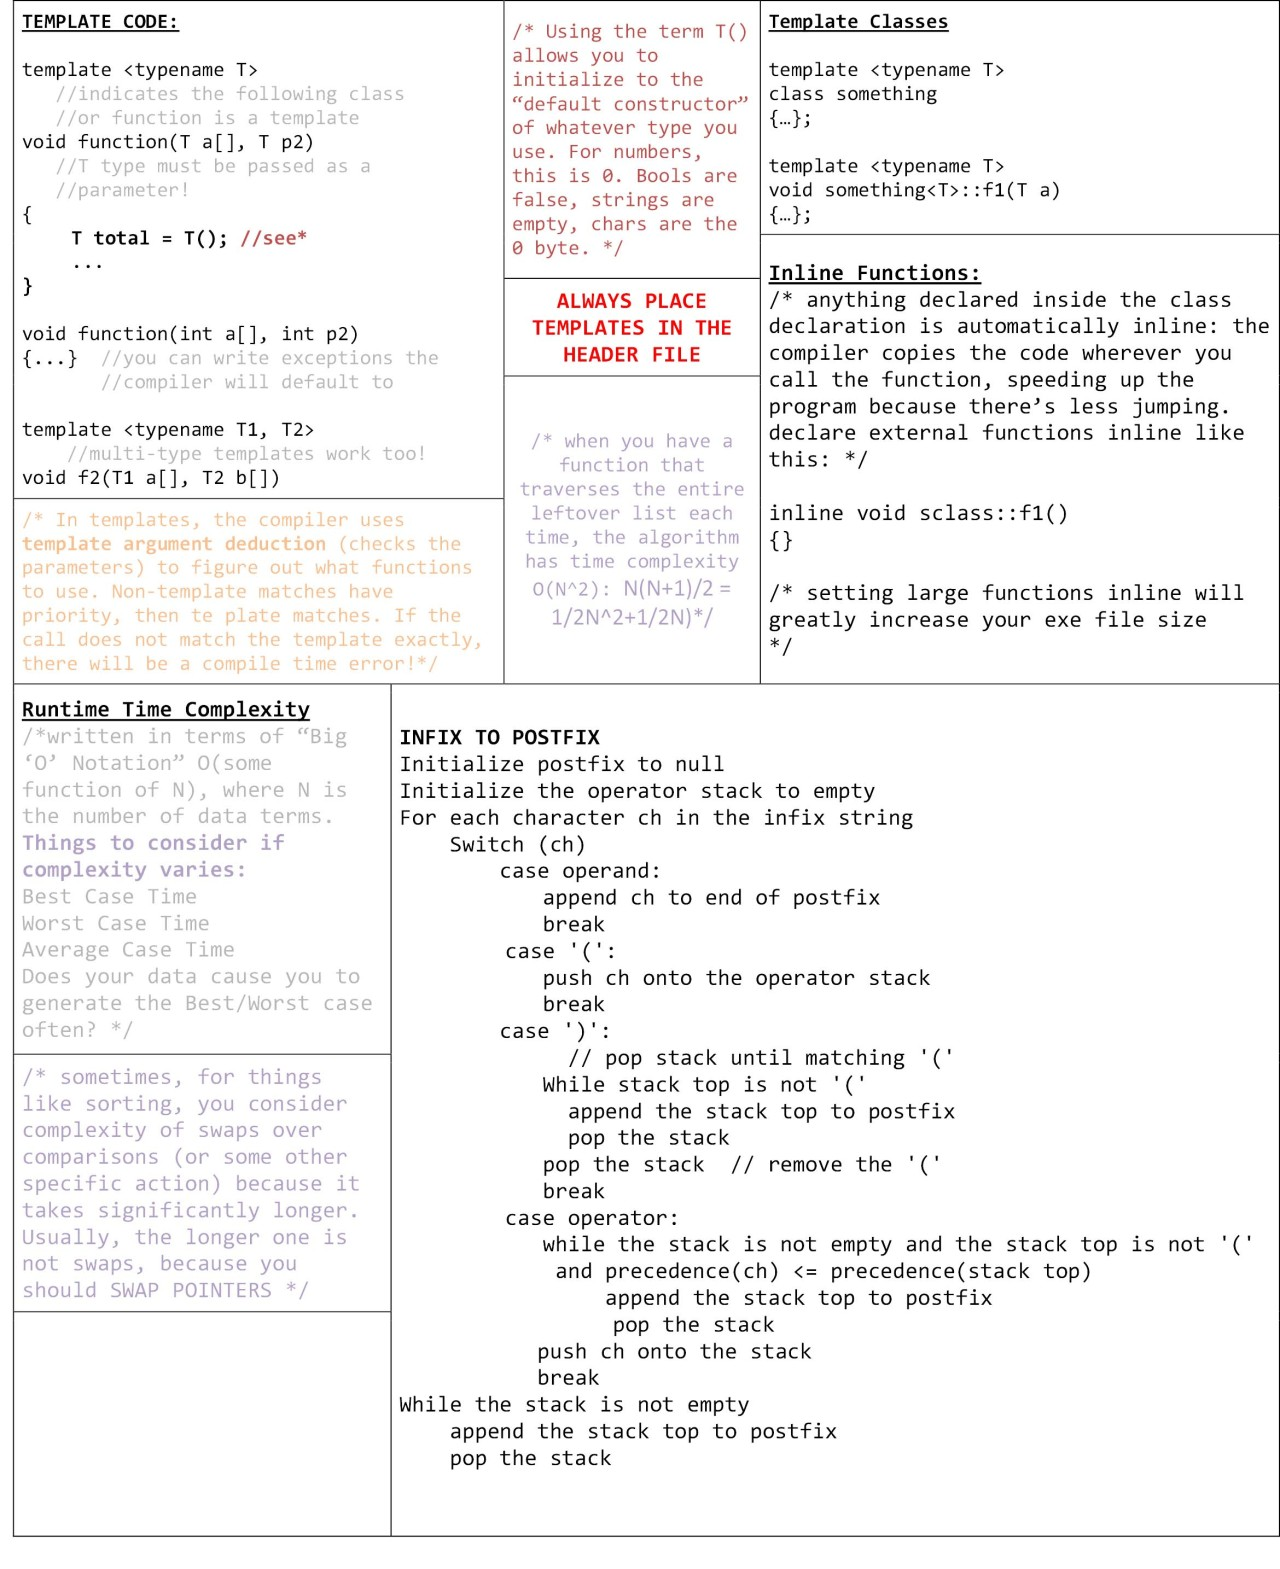 TEMPLATE CODE:
template <typename T>
//indicates the following class
//or function is a template
void function(T a[], T p2)
//T type must be passed as a
//parameter!
{
T total = T(); //see*
...
}
void function(int a[], int p2)
{...}  //you can write exceptions the
//compiler will default to
template <typename T1, T2>
//multi-type templates work too!
void f2(T1 a[], T2 b[])
/* In templates, the compiler uses
template argument deduction (checks the
parameters) to figure out what functions
to use. Non-template matches have
priority, then te plate matches. If the
call does not match the template exactly,
there will be a compile time error!*/
/* Using the term T()
allows you to
initialize to the
“default constructor”
of whatever type you
use. For numbers,
this is 0. Bools are
false, strings are
empty, chars are the
0 byte. */
ALWAYS PLACE
TEMPLATES IN THE
HEADER FILE
/* when you have a
function that
traverses the entire
leftover list each
time, the algorithm
has time complexity
O(N^2): N(N+1)/2 =
1/2N^2+1/2N)*/
Template Classes
template <typename T>
class something
{…};
template <typename T>
void something<T>::f1(T a)
{…};
Inline Functions:
/* anything declared inside the class
declaration is automatically inline: the
compiler copies the code wherever you
call the function, speeding up the
program because there’s less jumping.
declare external functions inline like
this: */
inline void sclass::f1()
{}
/* setting large functions inline will
greatly increase your exe file size
*/
Runtime Time Complexity
/*written in terms of “Big
‘O’ Notation” O(some
function of N), where N is
the number of data terms.
Things to consider if
complexity varies:
Best Case Time
Worst Case Time
Average Case Time
Does your data cause you to
generate the Best/Worst case
often? */
/* sometimes, for things
like sorting, you consider
complexity of swaps over
comparisons (or some other
specific action) because it
takes significantly longer.
Usually, the longer one is
not swaps, because you
should SWAP POINTERS */
INFIX TO POSTFIX
Initialize postfix to null
Initialize the operator stack to empty
For each character ch in the infix string
Switch (ch)
case operand:
append ch to end of postfix
break
case '(':
push ch onto the operator stack
break
case ')':
// pop stack until matching '('
While stack top is not '('
append the stack top to postfix
pop the stack
pop the stack  // remove the '('
break
case operator:
while the stack is not empty and the stack top is not '('
and precedence(ch) <= precedence(stack top)
append the stack top to postfix
pop the stack
push ch onto the stack
break
While the stack is not empty
append the stack top to postfix
pop the stack